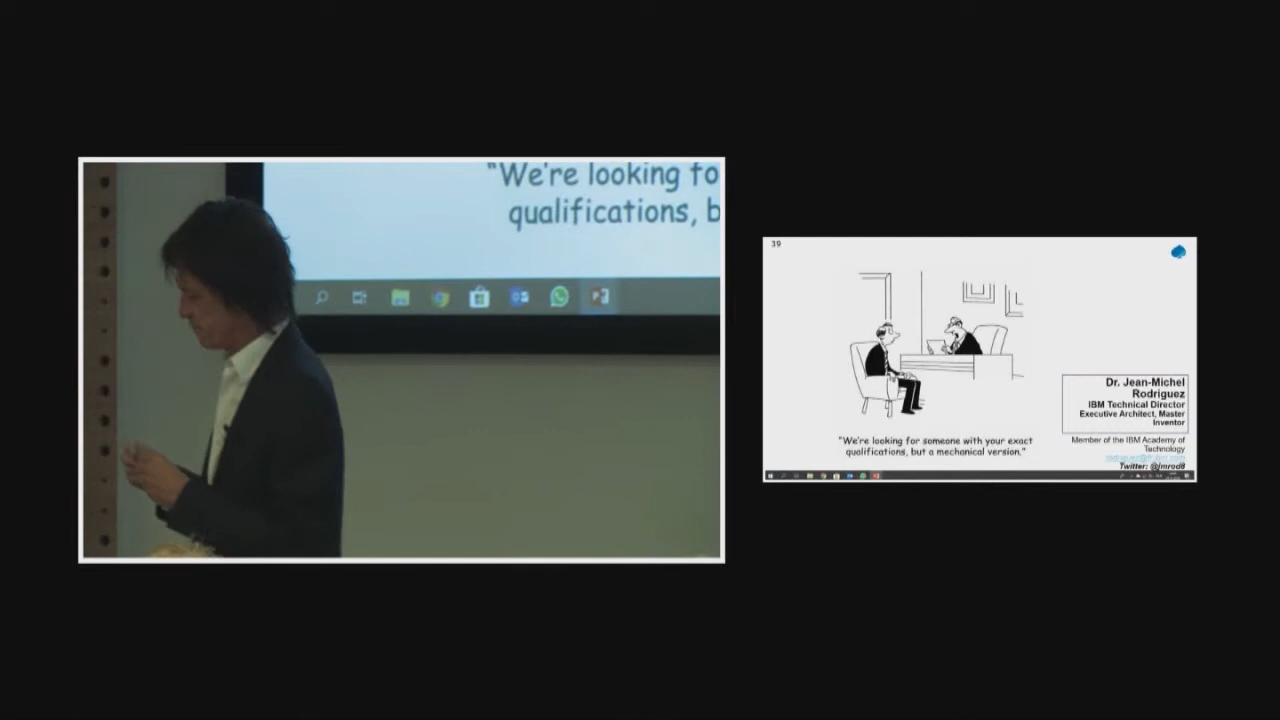 "We're looking fo
qualifications, b
39
Dr. Jean-Michel
Rodriguez
IBM Technical Director
Executive Architect, Master
Inventor
Member of the IBM Academy of
Technology
Twitter: @jmrod8
"We're looking for someone with your exact
qualifications, but a mechanical version."